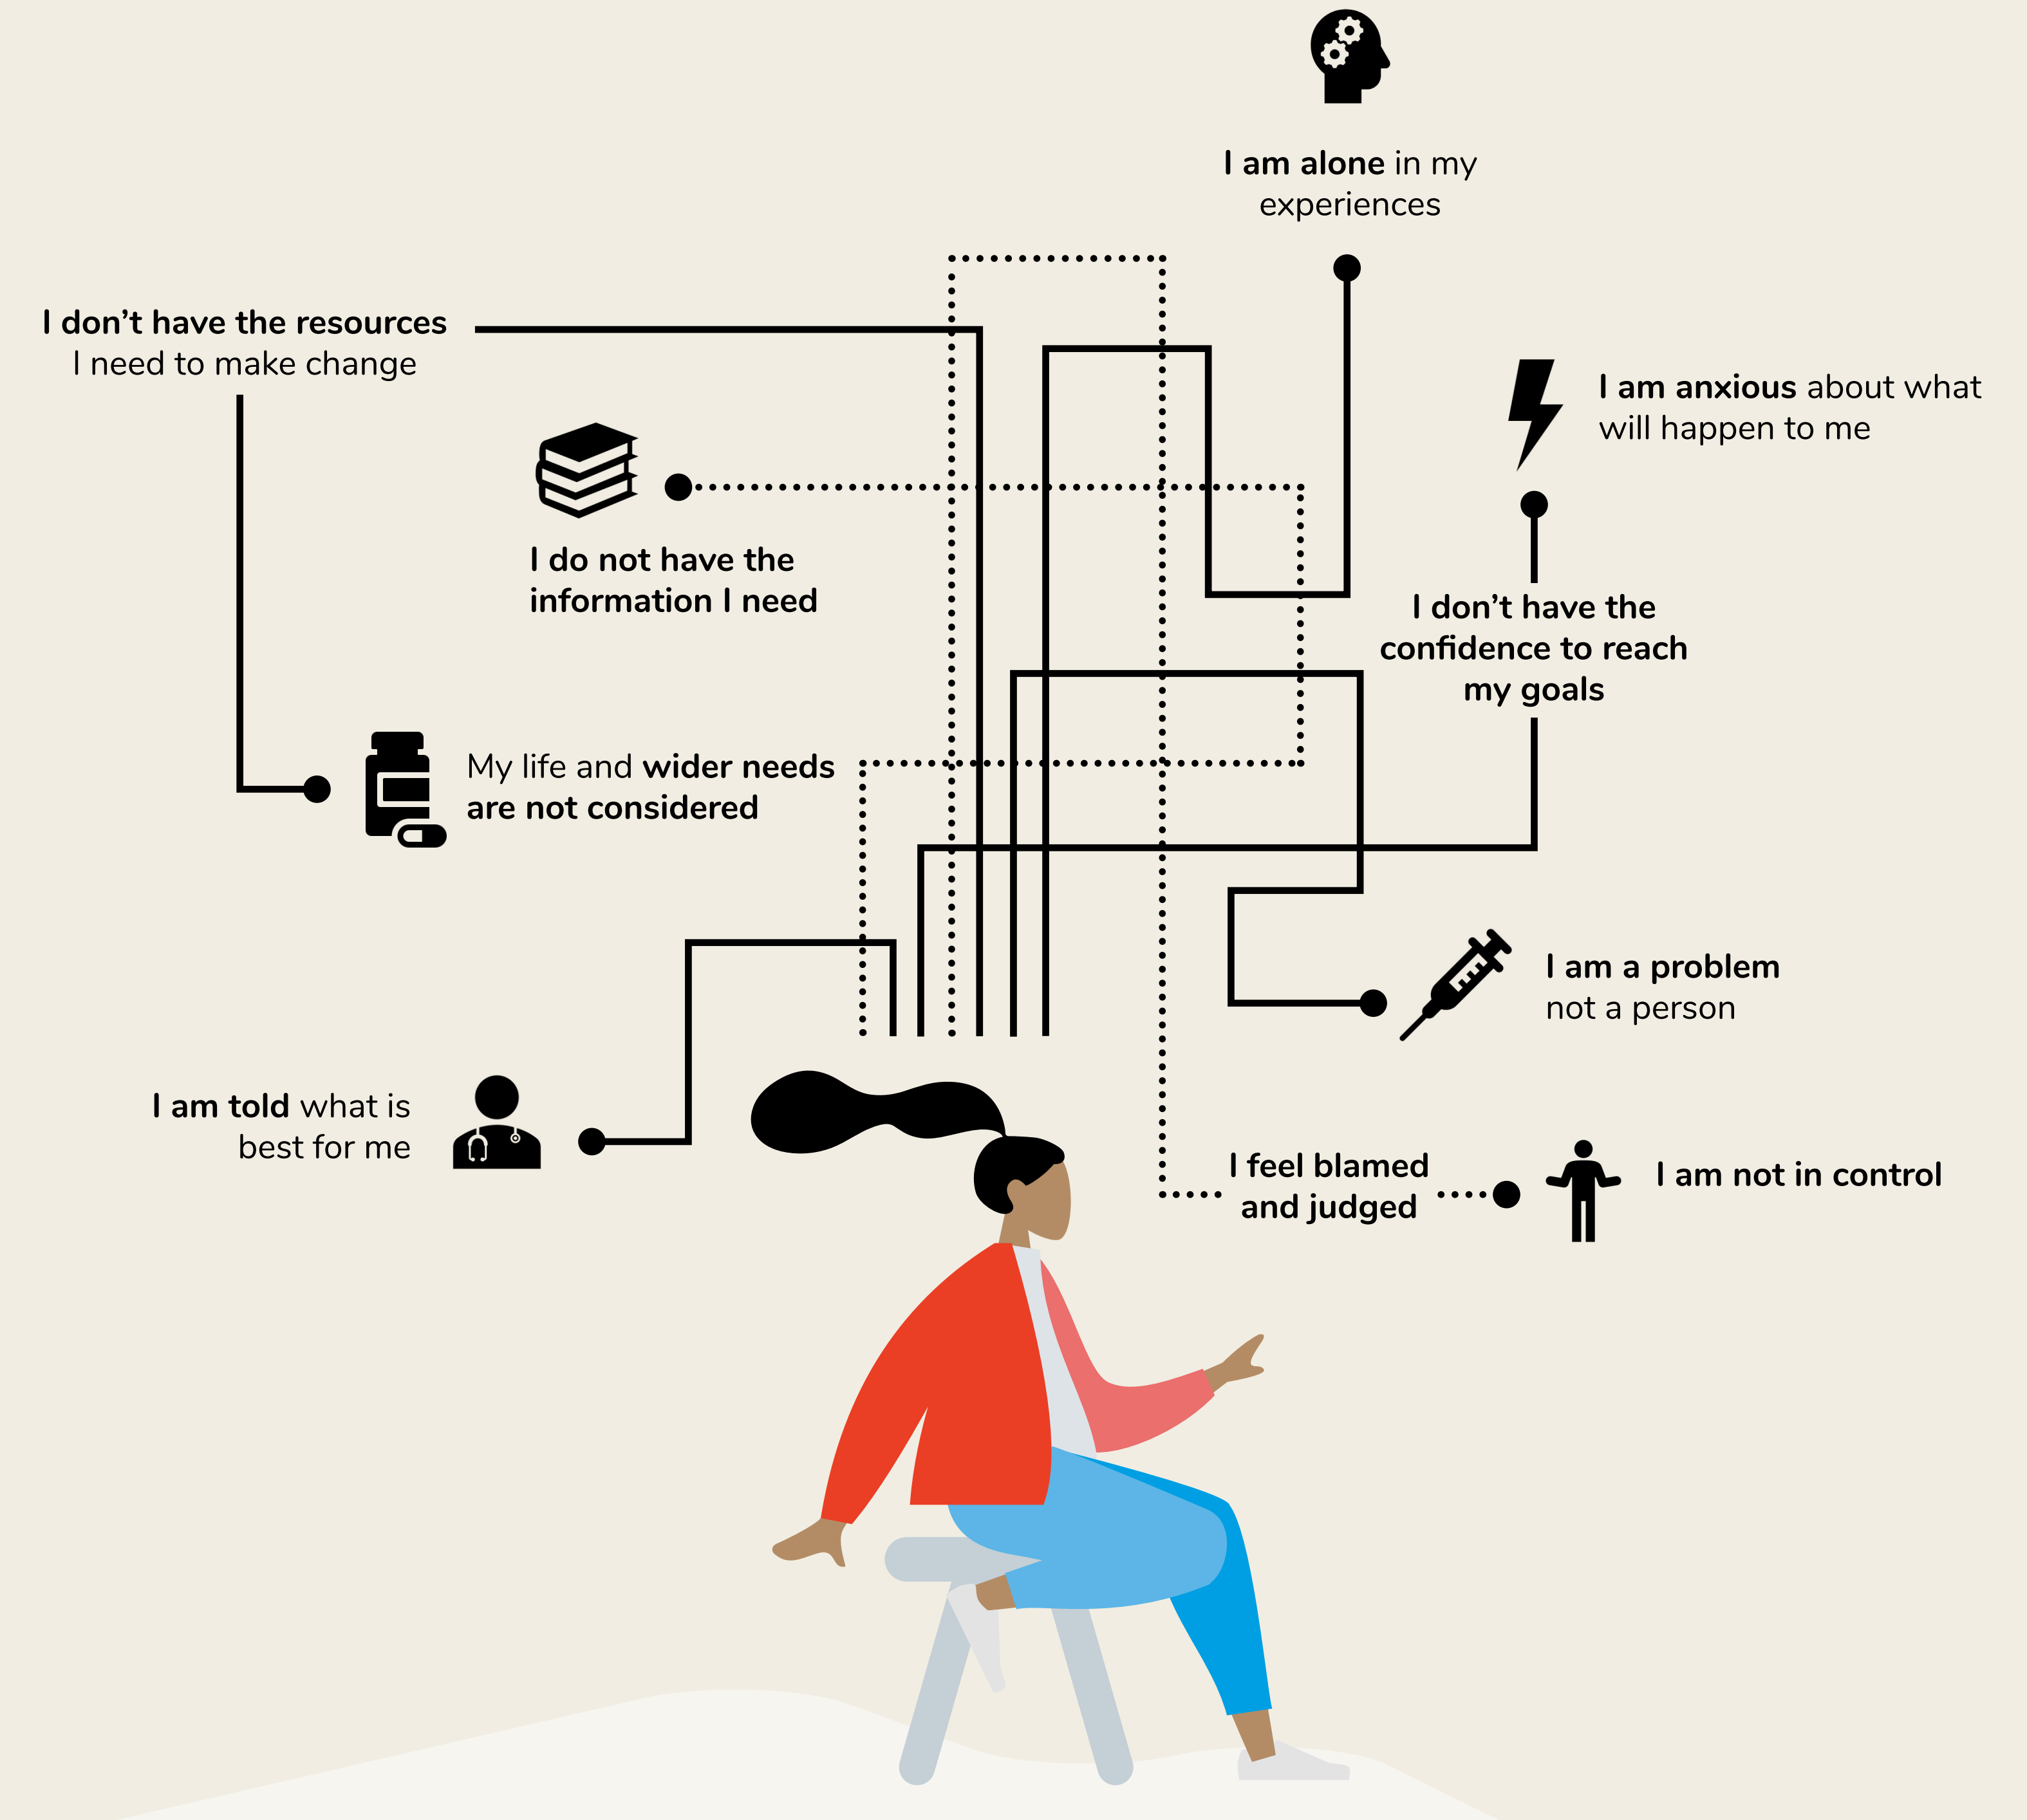 I am alone in my
experiences
I don’t have the resources
I need to make change
I am anxious about what
will happen to me
I do not have the
information I need
I don’t have the
confidence to reach
my goals
My life and wider needs
are not considered
I am a problem
not a person
I am told what is
best for me
I feel blamed
and judged
I am not in control